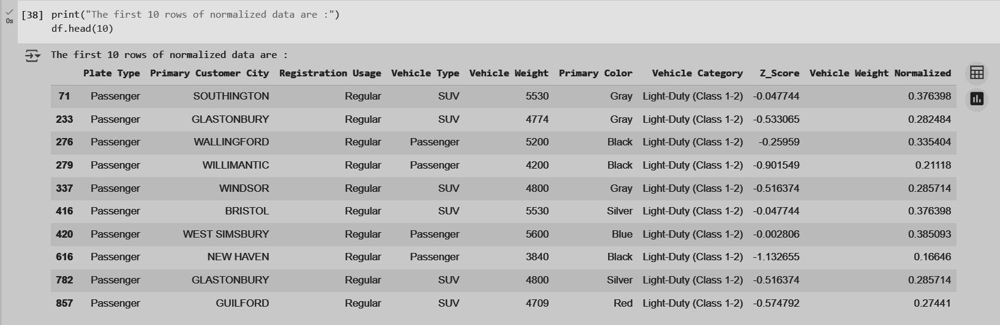 [38] print("The first 10 rows of normalized data are :")
0s df.head(10)
The first 10 rows of normalized data are :
Plate Type Primary Customer City Registration Usage Vehicle Type Vehicle Weight Primary Color Vehicle Category Z_Score Vehicle Weight Normalized
71 Passenger SOUTHINGTON Regular SUV 5530 Gray Light-Duty (Class 1-2) -0.047744 0.376398
233 Passenger GLASTONBURY Regular SUV 4774 Gray Light-Duty (Class 1-2) -0.533065 0.282484
276 Passenger WALLINGFORD Regular Passenger 5200 Black Light-Duty (Class 1-2) -0.25959 0.335404
279 Passenger WILLIMANTIC Regular Passenger 4200 Black Light-Duty (Class 1-2) -0.901549 0.21118
337 Passenger WINDSOR Regular SUV 4800 Gray Light-Duty (Class 1-2) -0.516374 0.285714
416 Passenger BRISTOL Regular SUV 5530 Silver Light-Duty (Class 1-2) -0.047744 0.376398
420 Passenger WEST SIMSBURY Regular Passenger 5600 Blue Light-Duty (Class 1-2) -0.002806 0.385093
616 Passenger NEW HAVEN Regular Passenger 3840 Black Light-Duty (Class 1-2) -1.132655 0.16646
782 Passenger GLASTONBURY Regular SUV 4800 Silver Light-Duty (Class 1-2) -0.516374 0.285714
857 Passenger GUILFORD Regular SUV 4709 Red Light-Duty (Class 1-2) -0.574792 0.27441